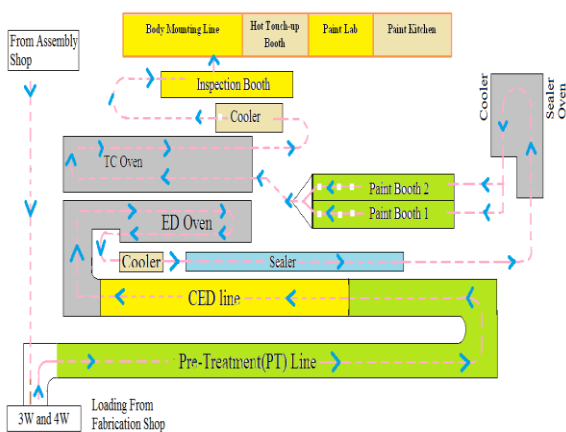 From Assembly
Shop
Body Mounting Line
Hot Touch-up
Booth
Paint Lab
Paint Kitchen
Inspection Booth
Cooler
Cooler
Sealer
Oven
TC Oven
Paint Booth 2
Paint Booth 1
ED Oven
Cooler
Sealer
CED line
Pre-Treatment(PT) Line
3W and 4W
Loading From
Fabrication Shop